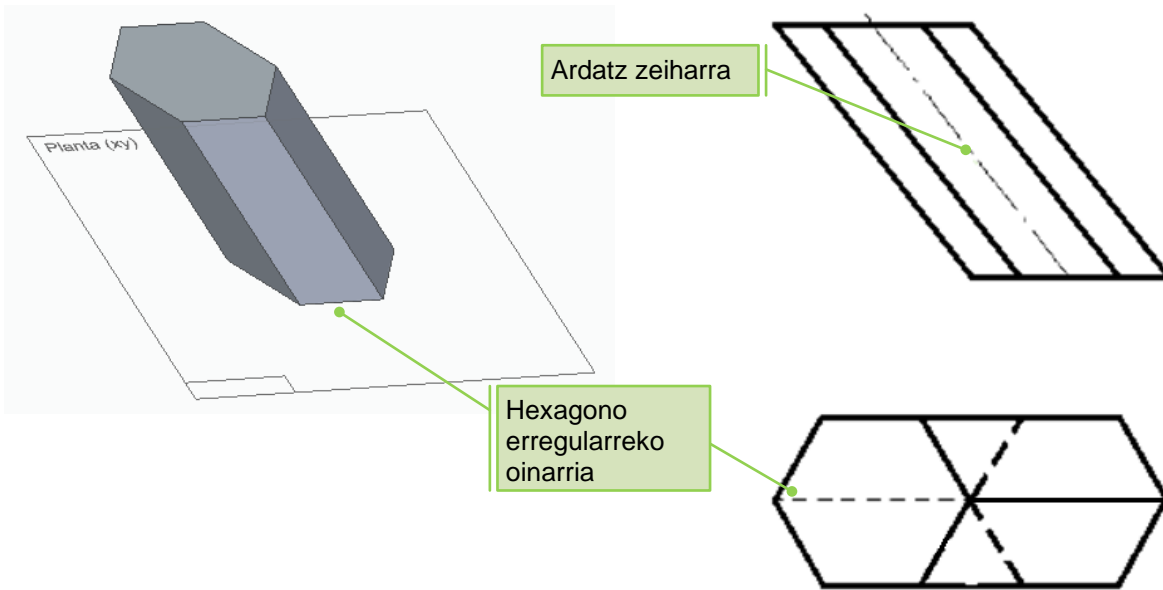 Planta (xy)
Ardatz zeiharra
Hexagono
erregularreko
oinarria